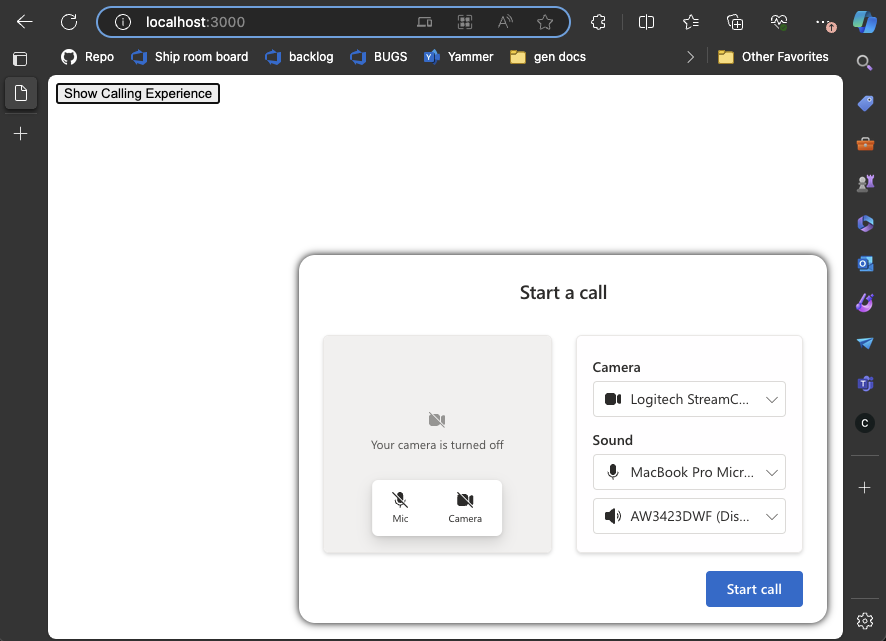 localhost:3000
Repo Ship room board backlog BUGS Yammer gen docs Other Favorites
Show Calling Experience
Start a call
Your camera is turned off
Mic Camera
Camera
Logitech StreamC...
Sound
MacBook Pro Micr...
AW3423DWF (Dis...
Start call
C